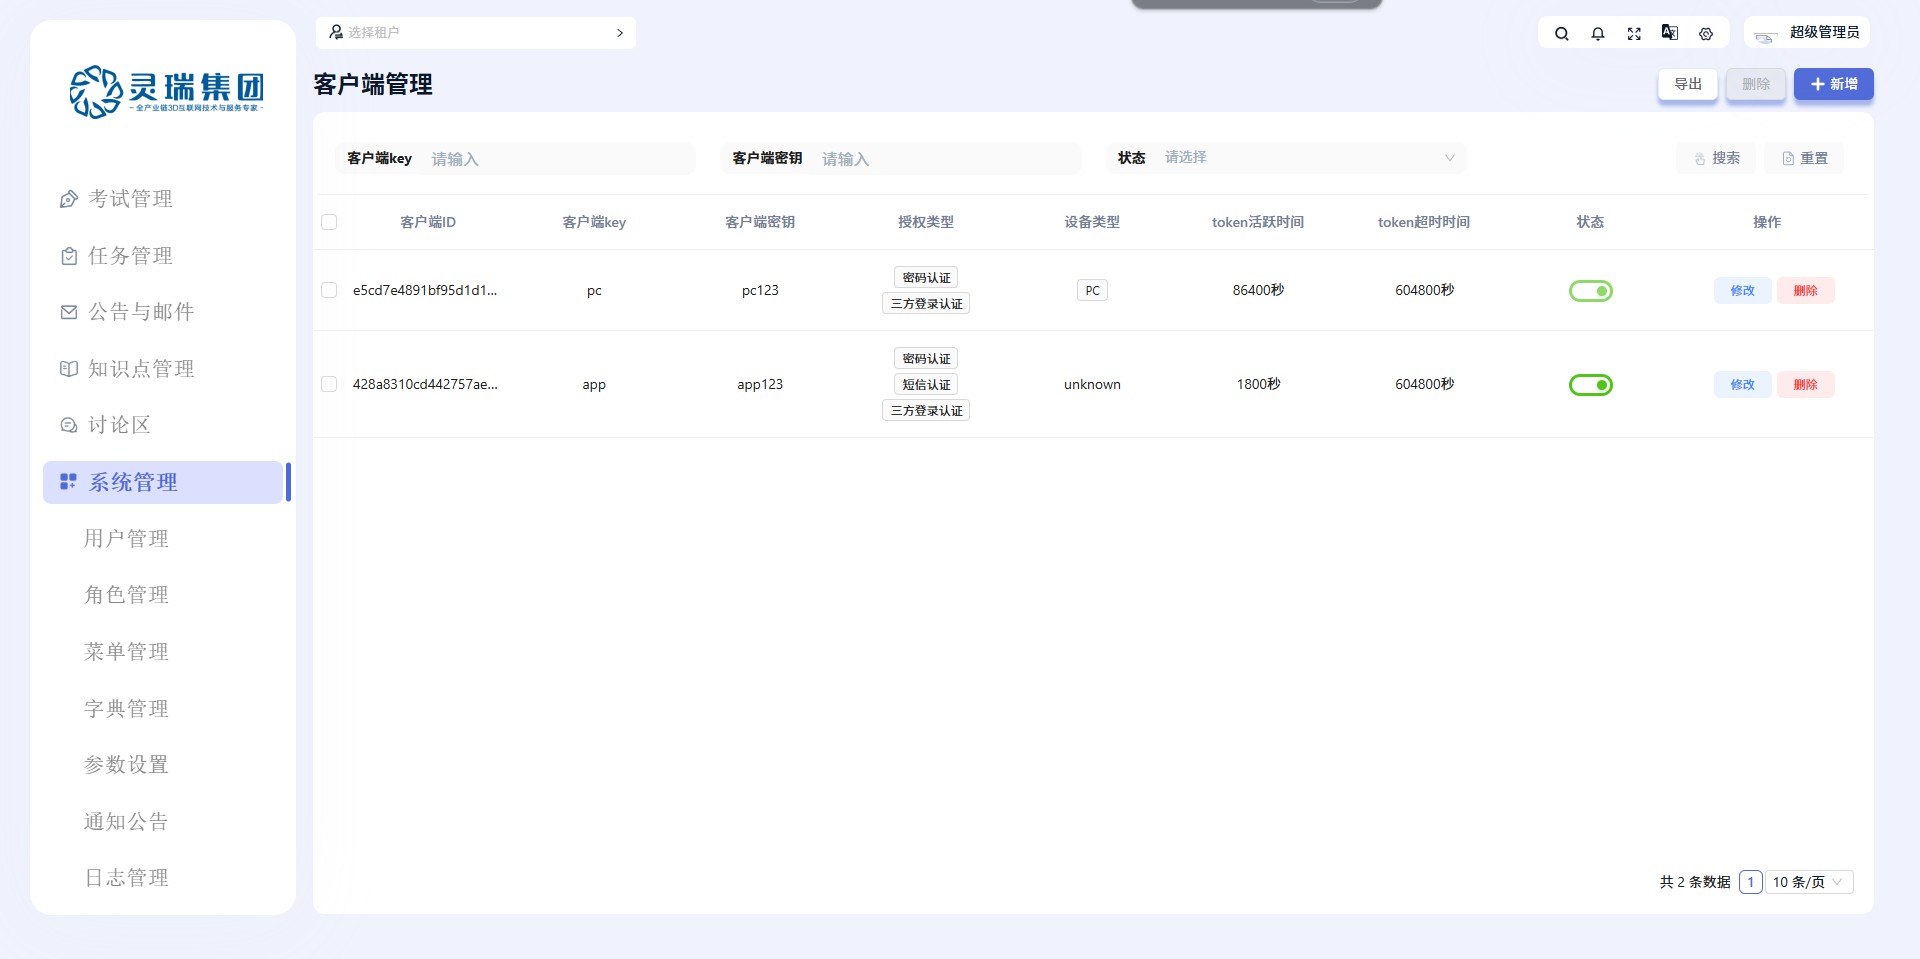 灵瑞集团
-全产业链3D互联网技术与服务专家-
选择租户
超级管理员
客户端管理
导出
删除
新增
考试管理
任务管理
公告与邮件
知识点管理
讨论区
系统管理
用户管理
角色管理
菜单管理
字典管理
参数设置
通知公告
日志管理
客户端key 请输入
客户端密钥 请输入
状态 请选择
搜索
重置
客户端ID 客户端key 客户端密钥 授权类型 设备类型 token活跃时间 token超时时间 状态 操作
e5cd7e4891bf95d1d1... pc pc123 密码认证 三方登录认证 PC 86400秒 604800秒 修改 删除
428a8310cd442757ae... app app123 密码认证 短信认证 三方登录认证 unknown 1800秒 604800秒 修改 删除
共 2 条数据 1 10 条/页